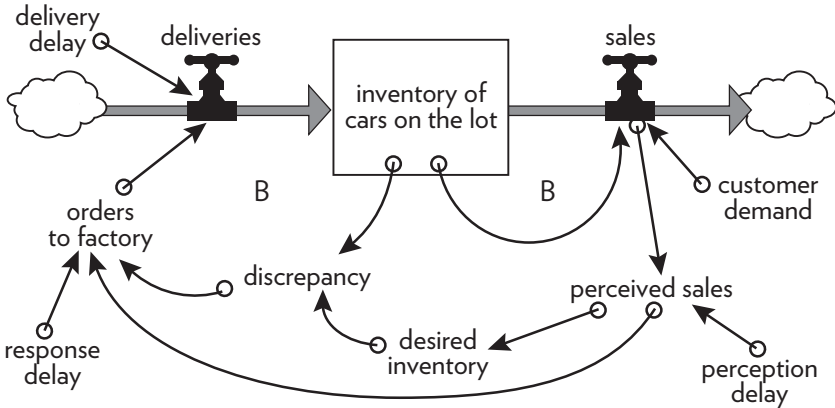 delivery
delay
deliveries
sales
inventory of
cars on the lot
B
B
customer
demand
orders
to factory
discrepancy
perceived sales
desired
inventory
response
delay
perception
delay